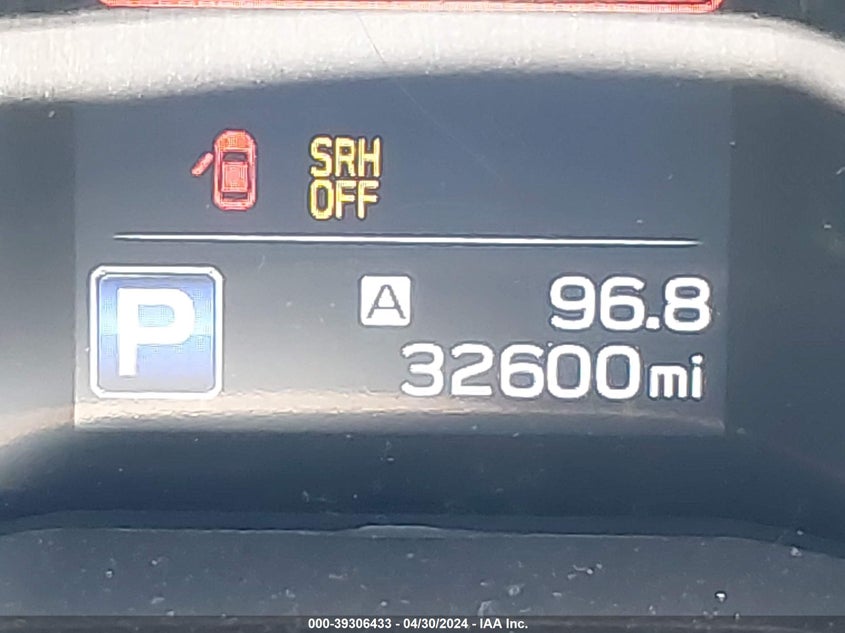 SRH
OFF
P
A 96.8
32600mi
000-39306433 - 04/30/2024 - IAA Inc.